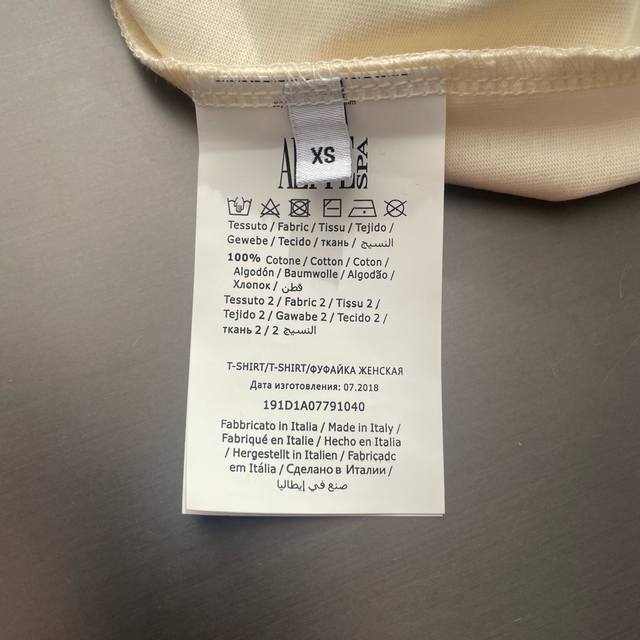 XS
SPA
Tessuto / Fabric / Tissu / Tejido /
Gewebe / Tecido / ткань / النسيج
100% Cotone / Cotton / Coton /
Algodón / Baumwolle / Algodão /
Хлопок / قطن
Tessuto 2 / Fabric 2 / Tissu 2 /
Tejido 2 / Gawabe 2 / Tecido 2 /
ткань 2 / 2 النسيج
T-SHIRT/T-SHIRT/ФУФАЙКА ЖЕНСКАЯ
Дата изготовления: 07.2018
191D1A07791040
Fabbricato in Italia / Made in Italy /
Fabriqué en Italie / Hecho en Italia
/ Hergestellt in Italien / Fabricadc
em Itália / Сделано в Италии /
صنع في إيطاليا